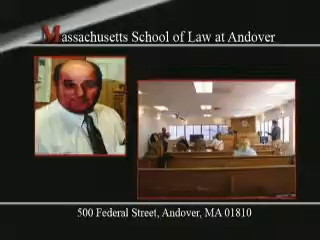 Massachusetts School of Law at Andover
500 Federal Street, Andover, MA 01810